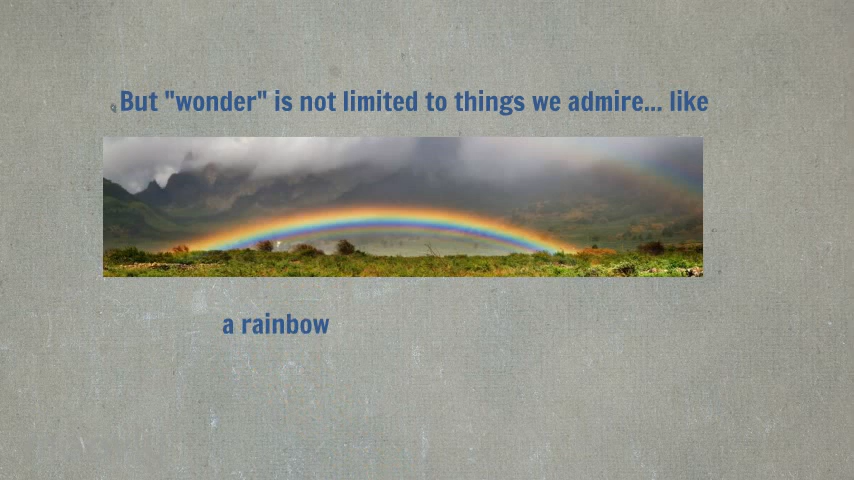 But "wonder" is not limited to things we admire... like
a rainbow